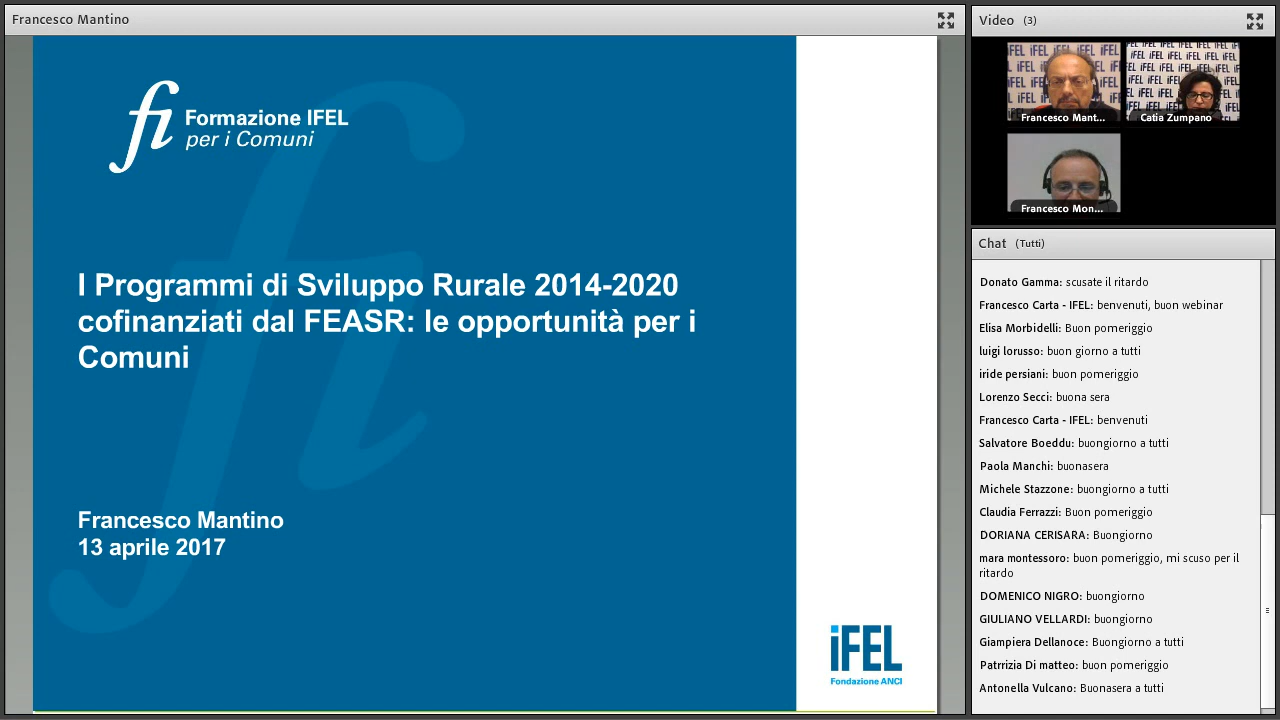 Francesco Mantino
Formazione IFEL
per i Comuni
I Programmi di Sviluppo Rurale 2014-2020
cofinanziati dal FEASR: le opportunità per i
Comuni
Francesco Mantino
13 aprile 2017
iFEL
Fondazione ANCI
Video (3)
Francesco Mant...
Catia Zumpano
Francesco Mon...
Chat (Tutti)
Donato Gamma: scusate il ritardo
Francesco Carta - IFEL: benvenuti, buon webinar
Elisa Morbidelli: Buon pomeriggio
luigi lorusso: buon giorno a tutti
iride persiani: buon pomeriggio
Lorenzo Secci: buona sera
Francesco Carta - IFEL: benvenuti
Salvatore Boeddu: buongiorno a tutti
Paola Manchi: buonasera
Michele Stazzone: buongiorno a tutti
Claudia Ferrazzi: Buon pomeriggio
DORIANA CERISARA: Buongiorno
mara montessoro: buon pomeriggio, mi scuso per il
ritardo
DOMENICO NIGRO: buongiorno
GIULIANO VELLARDI: buongiorno
Giampiera Dellanoce: Buongiorno a tutti
Patrrizia Di matteo: buon pomeriggio
Antonella Vulcano: Buonasera a tutti